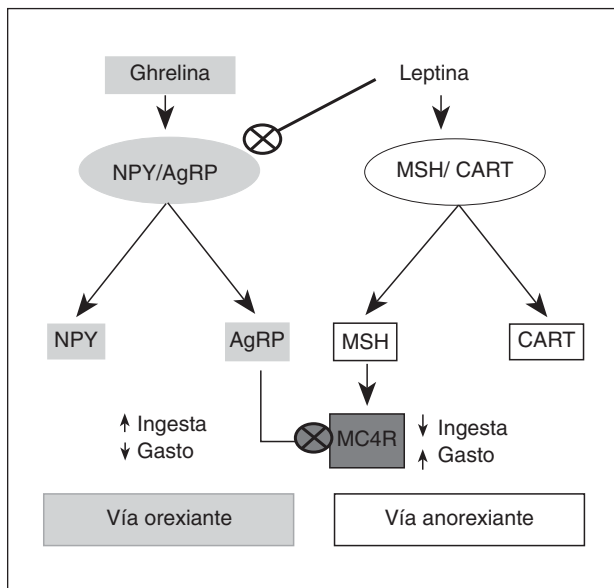 Ghrelina
Leptina
NPY/AgRP
MSH/ CART
NPY
AgRP
MSH
CART
MC4R
↑ Ingesta
↓ Gasto
↓ Ingesta
↑ Gasto
Vía orexiante
Vía anorexiante